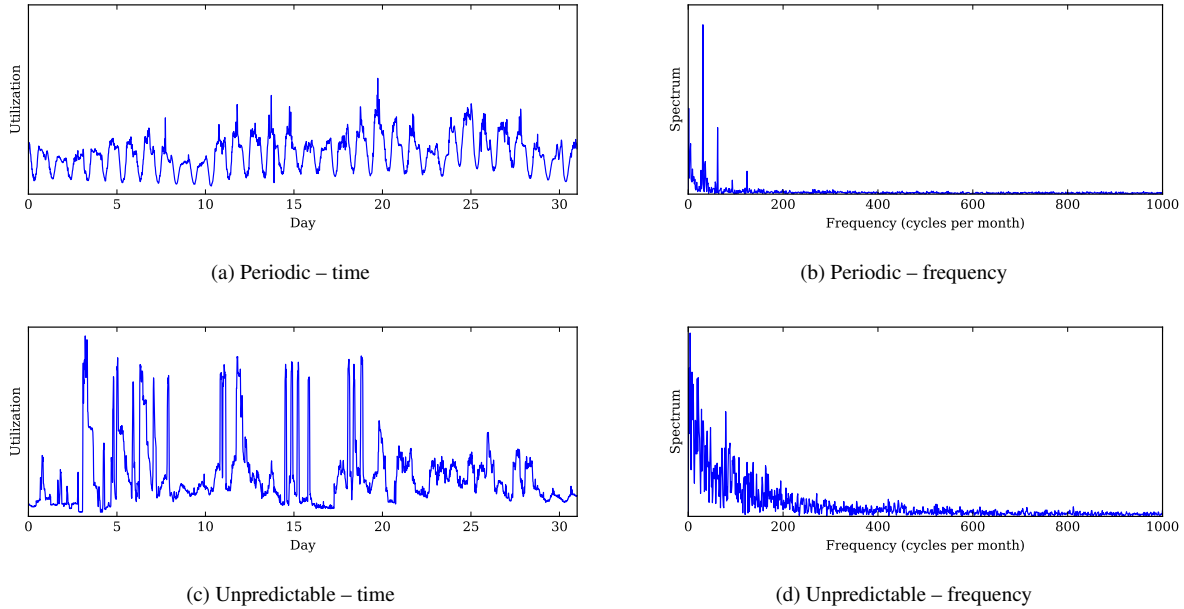 Utilization
0 5 10 15 20 25 30
Day
(a) Periodic – time
Spectrum
0 200 400 600 800 1000
Frequency (cycles per month)
(b) Periodic – frequency
Utilization
0 5 10 15 20 25 30
Day
(c) Unpredictable – time
Spectrum
0 200 400 600 800 1000
Frequency (cycles per month)
(d) Unpredictable – frequency